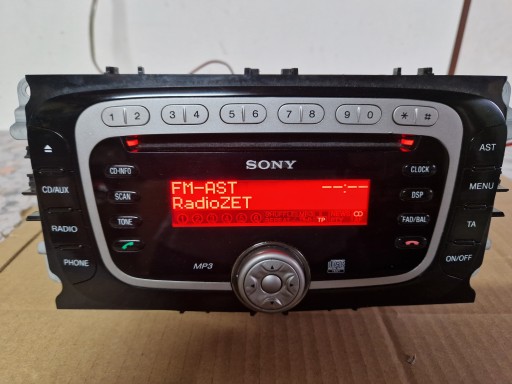 1 2 3 4 5 6 7 8 9 0 * #
SONY
CD-INFO
CLOCK
AST
CD/AUX
SCAN
FM-AST --:--
DSP
MENU
RadioZET
RADIO
TONE
TP
CD
FAD/BAL
TA
PHONE
MP3
ON/OFF